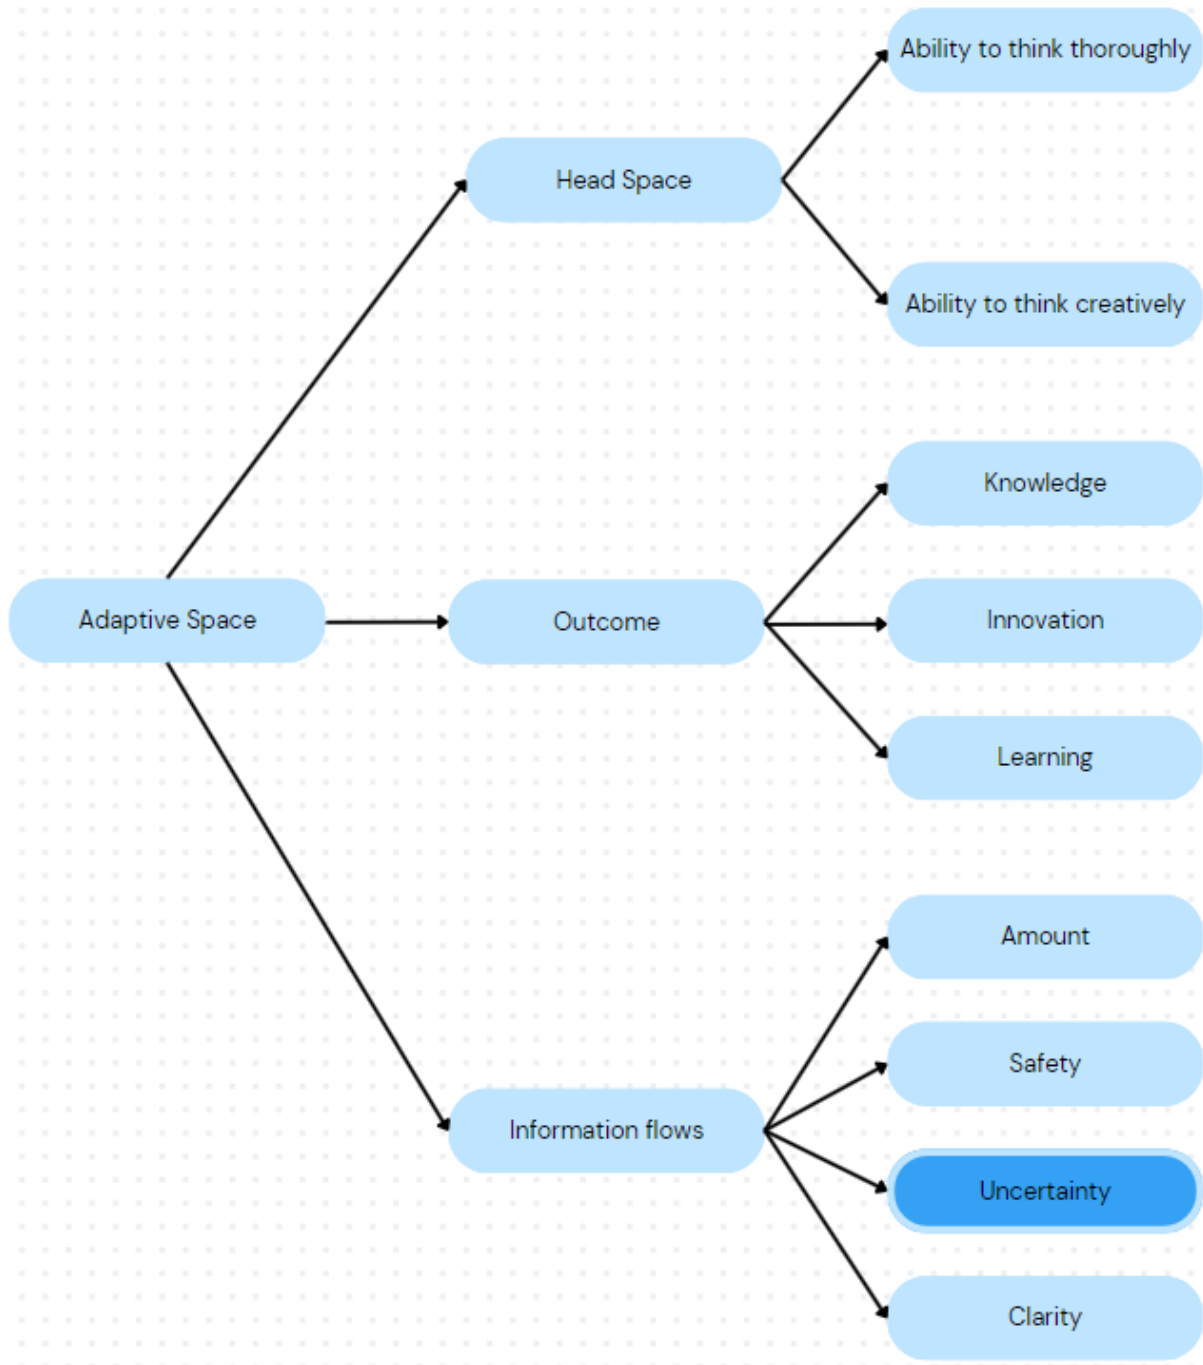 Ability to think thoroughly
Head Space
Ability to think creatively
Knowledge
Adaptive Space
Outcome
Innovation
Learning
Amount
Safety
Information flows
Uncertainty
Clarity